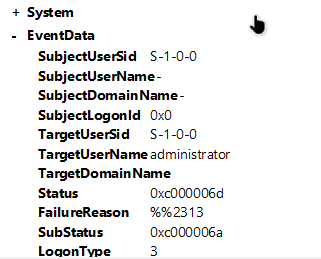 + System
- EventData
SubjectUserSid S-1-0-0
SubjectUserName -
SubjectDomainName -
SubjectLogonId 0x0
TargetUserSid S-1-0-0
TargetUserName administrator
TargetDomainName
Status 0xc000006d
FailureReason %%2313
SubStatus 0xc000006a
LogonType 3